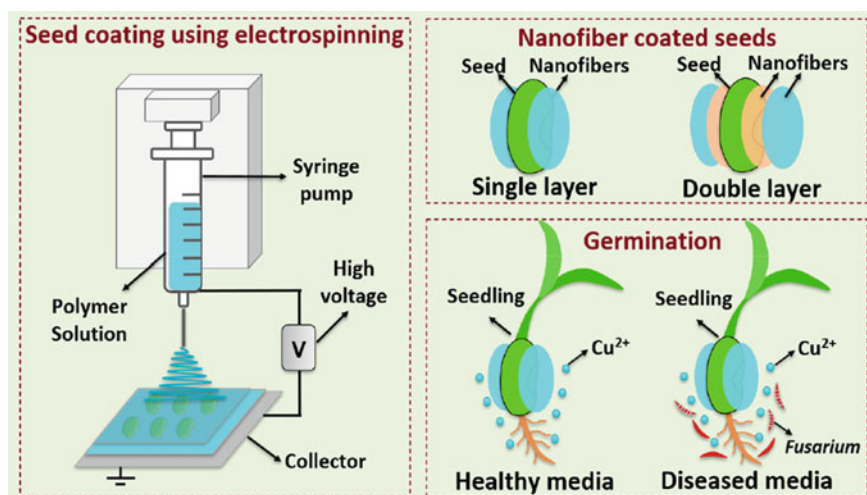 Seed coating using electrospinning
Syringe
pump
High
voltage
Polymer
Solution
V
Collector
Nanofiber coated seeds
Seed Nanofibers
Single layer
Seed Nanofibers
Double layer
Germination
Seedling
Cu²⁺
Healthy media
Seedling
Cu²⁺
Fusarium
Diseased media